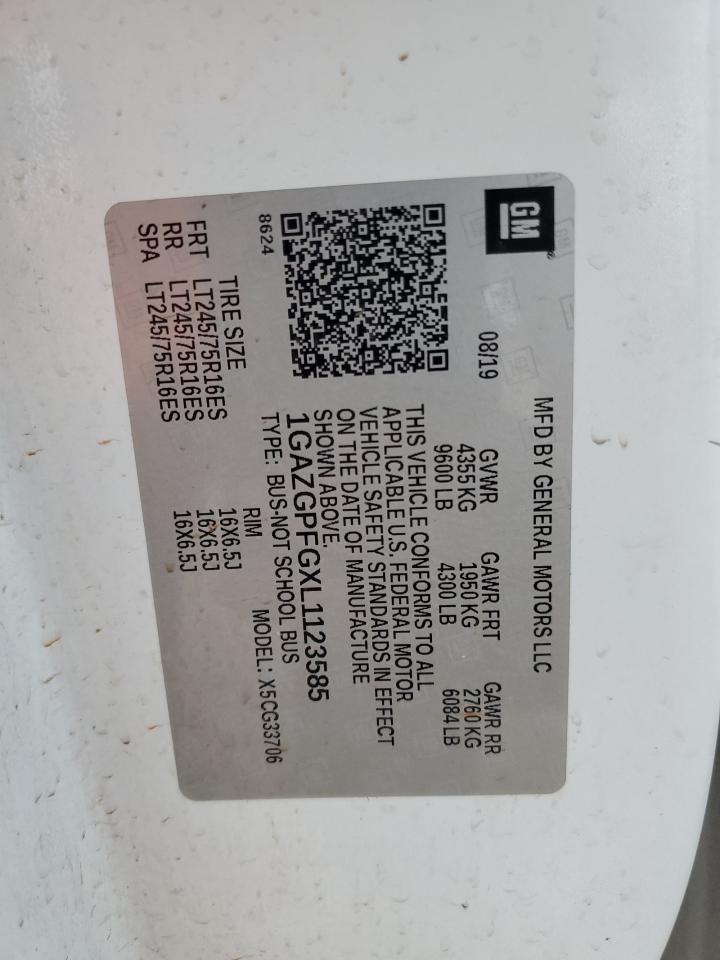 GM
MFD BY GENERAL MOTORS LLC
08/19 GVWR GAWR FRT GAWR RR
4355 KG 1950 KG 2760 KG
9600 LB 4300 LB 6084 LB
THIS VEHICLE CONFORMS TO ALL
APPLICABLE U.S. FEDERAL MOTOR
VEHICLE SAFETY STANDARDS IN EFFECT
ON THE DATE OF MANUFACTURE
SHOWN ABOVE.
1GAZGPFGXL1123585
8624 TYPE: BUS-NOT SCHOOL BUS MODEL: X5CG33706
TIRE SIZE RIM
FRT LT245/75R16ES 16X6.5J
RR LT245/75R16ES 16X6.5J
SPA LT245/75R16ES 16X6.5J